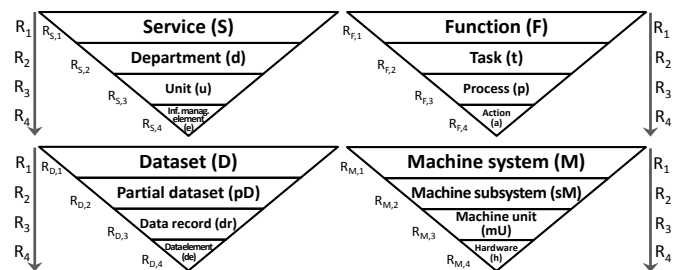 R1
R2
R3
R4
RS,1
RS,2
RS,3
RS,4
Service (S)
Department (d)
Unit (u)
Inf. manag.
element
(e)
RF,1
RF,2
RF,3
RF,4
Function (F)
Task (t)
Process (p)
Action
(a)
R1
R2
R3
R4
R1
R2
R3
R4
RD,1
RD,2
RD,3
RD,4
Dataset (D)
Partial dataset (pD)
Data record (dr)
Dataelement
(de)
RM,1
RM,2
RM,3
RM,4
Machine system (M)
Machine subsystem (sM)
Machine unit
(mU)
Hardware
(h)
R1
R2
R3
R4